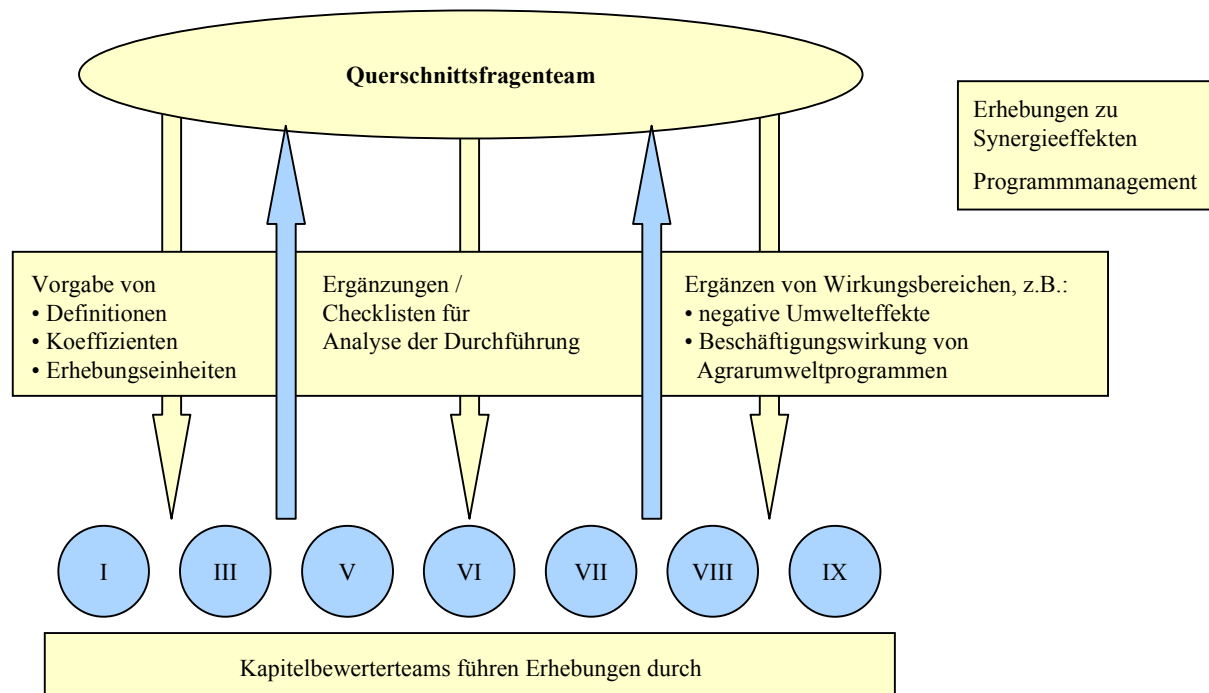 Querschnittsfragenteam
Erhebungen zu
Synergieeffekten
Programmmanagement
Vorgabe von
• Definitionen
• Koeffizienten
• Erhebungseinheiten
Ergänzungen /
Checklisten für
Analyse der Durchführung
Ergänzen von Wirkungsbereichen, z.B.:
• negative Umwelteffekte
• Beschäftigungswirkung von
Agrarumweltprogrammen
I
III
V
VI
VII
VIII
IX
Kapitelbewerterteams führen Erhebungen durch